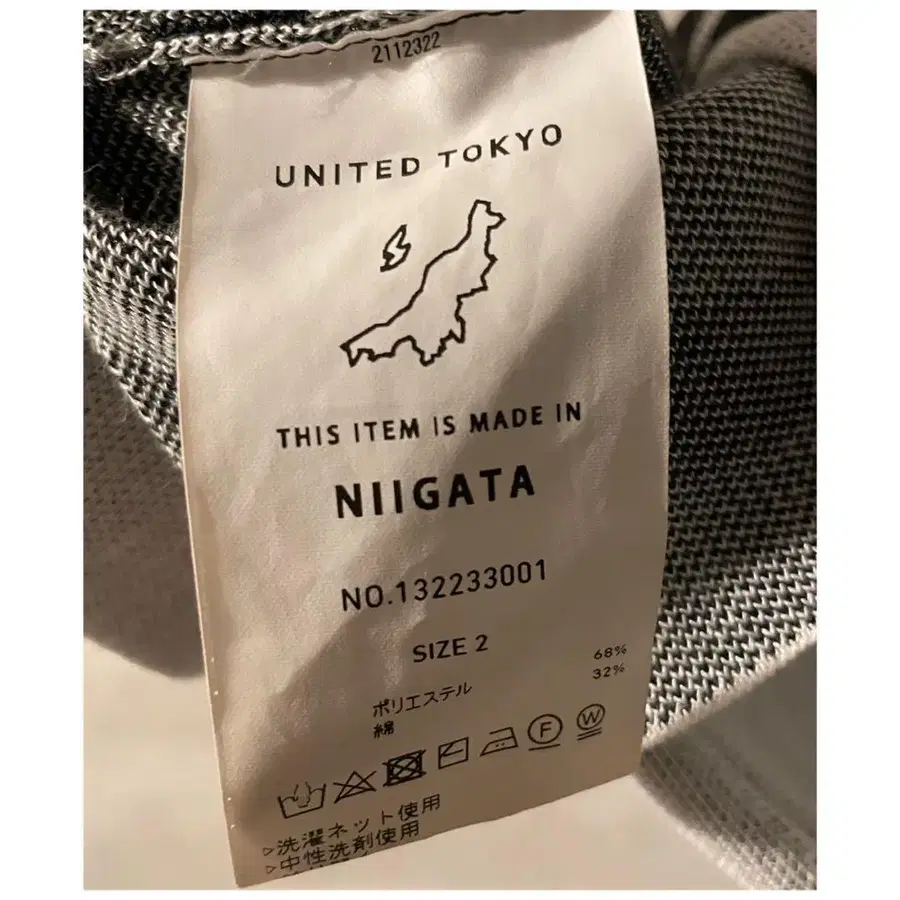 2112322
UNITED TOKYO
THIS ITEM IS MADE IN
NIIGATA
NO.132233001
SIZE 2
ポリエステル 68%
綿 32%
F W
▷洗濯ネット使用
▷中性洗剤使用